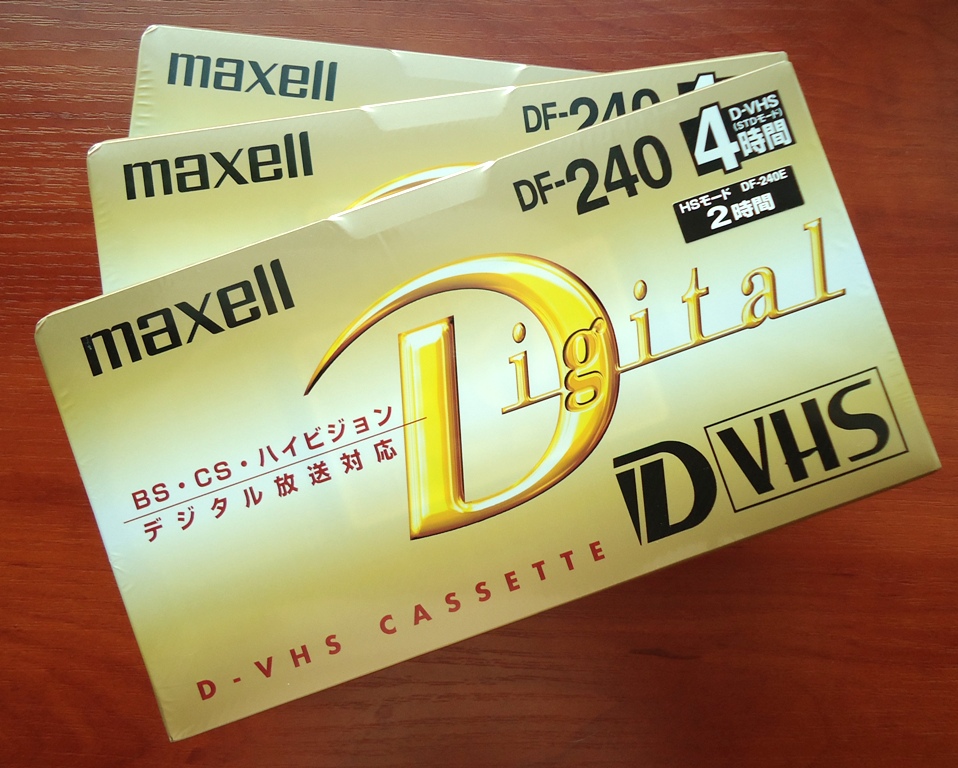 maxell
maxell
DF-240 4
maxell
DF-240
4 D-VHS
(STDモード)
時間
HSモード DF-240E
2時間
Digital
BS・CS・ハイビジョン
デジタル放送対応
D VHS
D-VHS CASSETTE